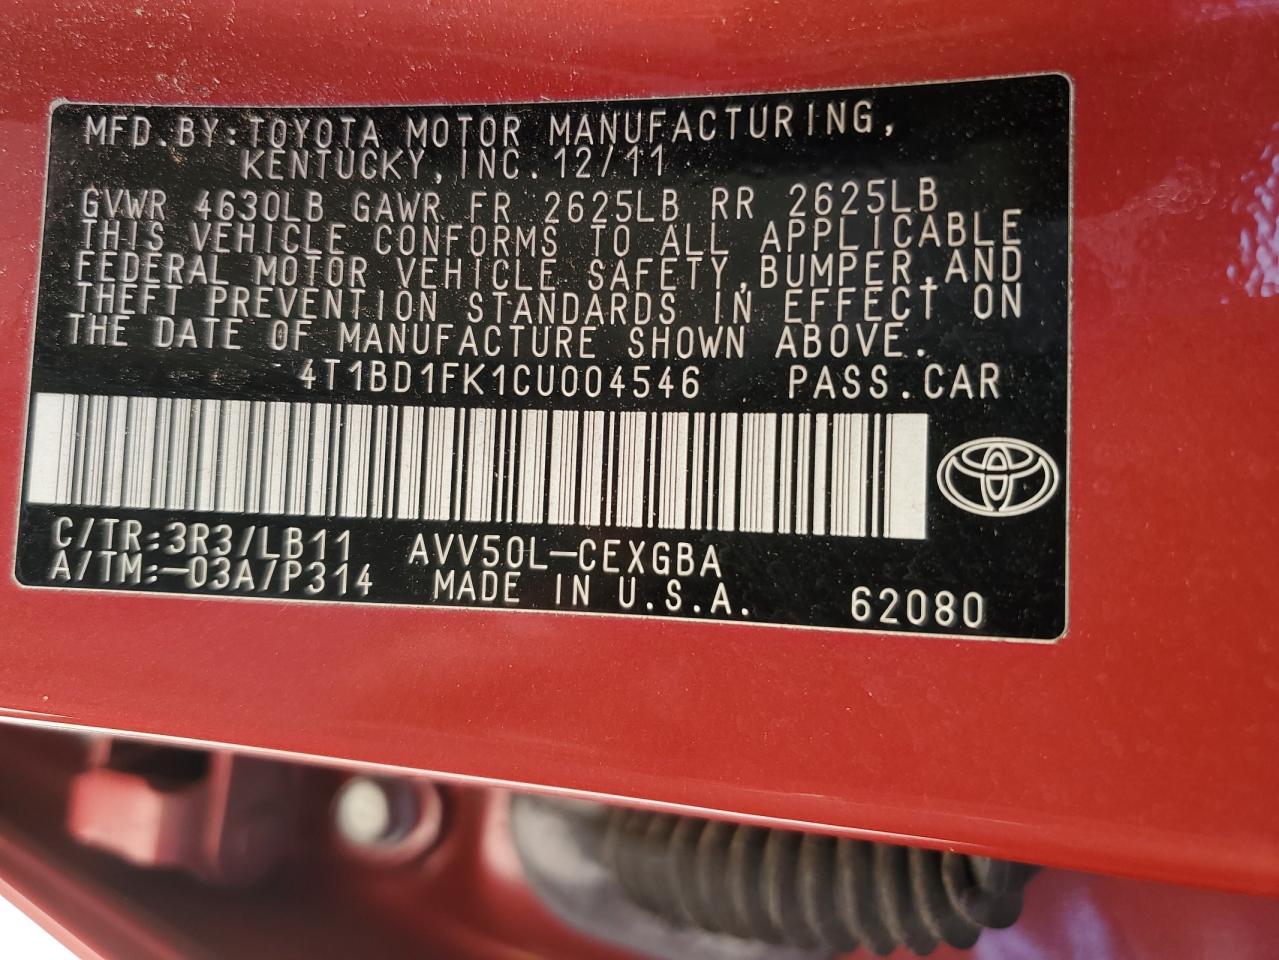 MFD.BY:TOYOTA MOTOR MANUFACTURING,
KENTUCKY,INC.12/11
GVWR 4630LB GAWR FR 2625LB RR 2625LB
THIS VEHICLE CONFORMS TO ALL APPLICABLE
FEDERAL MOTOR VEHICLE SAFETY,BUMPER,AND
THEFT PREVENTION STANDARDS IN EFFECT ON
THE DATE OF MANUFACTURE SHOWN ABOVE.
4T1BD1FK1CU004546 PASS.CAR
C/TR:3R3/LB11 AVV50L-CEXGBA
A/TM:-03A/P314 MADE IN U.S.A. 62080